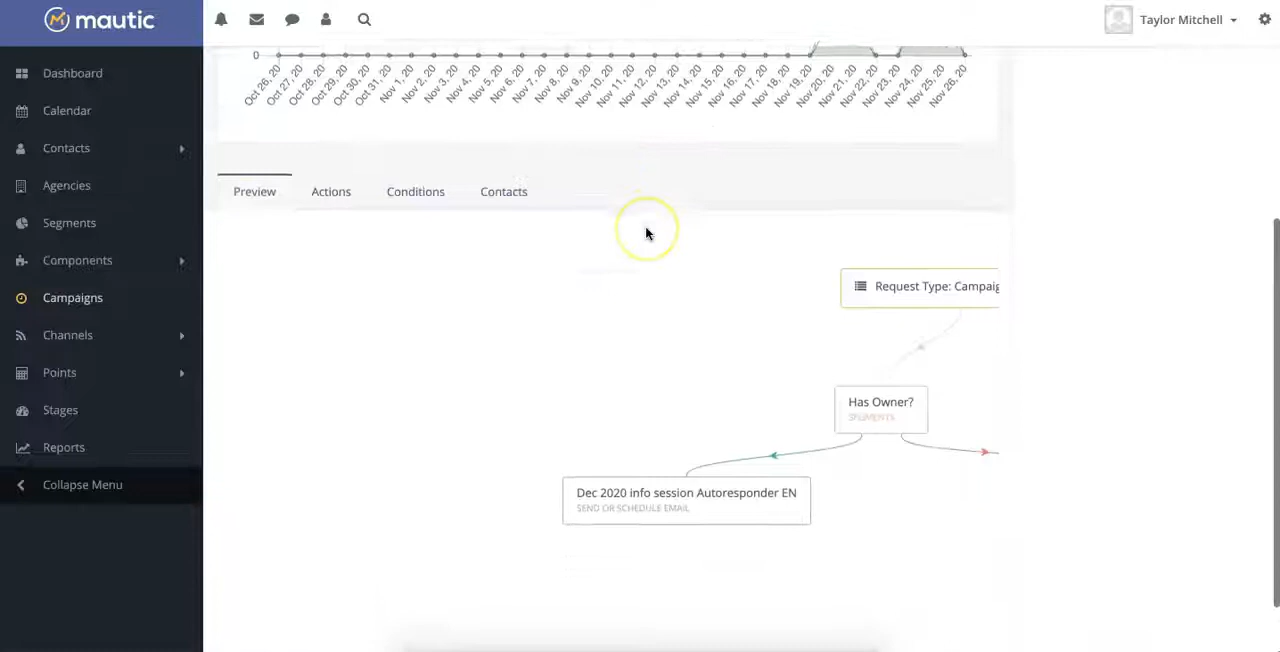 mautic
Taylor Mitchell
Dashboard
Calendar
Contacts
Agencies
Segments
Components
Campaigns
Channels
Points
Stages
Reports
Collapse Menu
0
Oct 26, 20
Oct 27, 20
Oct 28, 20
Oct 29, 20
Oct 30, 20
Oct 31, 20
Nov 1, 20
Nov 2, 20
Nov 3, 20
Nov 4, 20
Nov 5, 20
Nov 6, 20
Nov 7, 20
Nov 8, 20
Nov 9, 20
Nov 10, 20
Nov 11, 20
Nov 12, 20
Nov 13, 20
Nov 14, 20
Nov 15, 20
Nov 16, 20
Nov 17, 20
Nov 18, 20
Nov 19, 20
Nov 20, 20
Nov 21, 20
Nov 22, 20
Nov 23, 20
Nov 24, 20
Nov 25, 20
Nov 26, 20
Preview Actions Conditions Contacts
Request Type: Campaig
Has Owner?
SEGMENTS
Dec 2020 info session Autoresponder EN
SEND OR SCHEDULE EMAIL